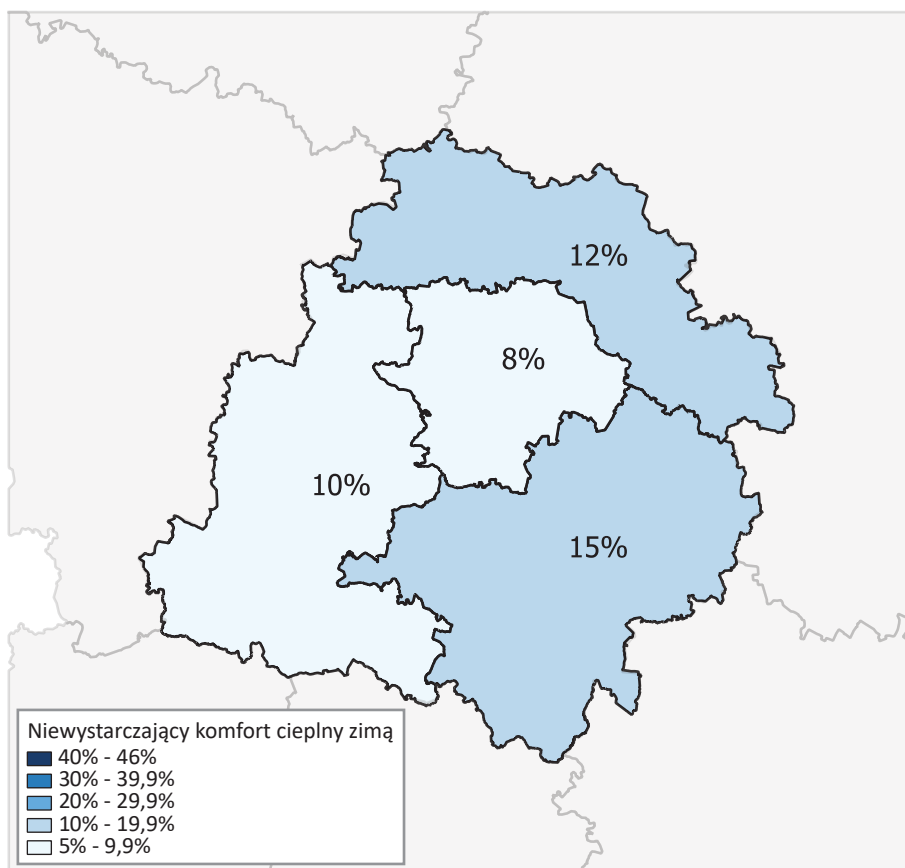 12%
8%
10%
15%
Niewystarczający komfort cieplny zimą
40% - 46%
30% - 39,9%
20% - 29,9%
10% - 19,9%
5% - 9,9%